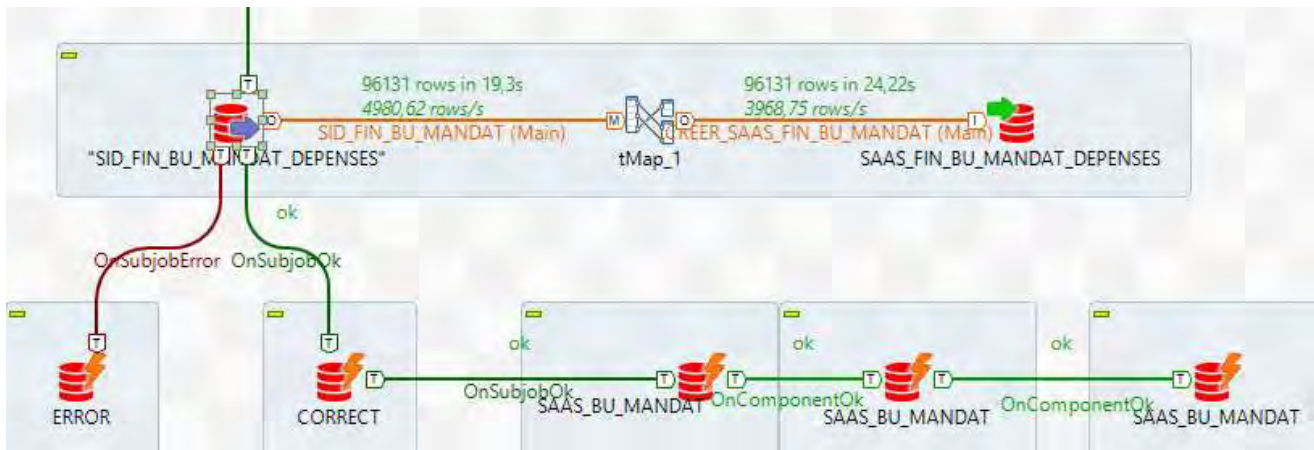 96131 rows in 19,3s
4980,62 rows/s
SID_FIN_BU_MANDAT (Main)
96131 rows in 24,22s
3968,75 rows/s
CREER_SAAS_FIN_BU_MANDAT (Main)
T
O
M
O
I
T
T
"SID_FIN_BU_MANDAT_DEPENSES"
tMap_1
SAAS_FIN_BU_MANDAT_DEPENSES
ok
OnSubjobError
OnSubjobOk
T
T
ok
ok
ok
T
OnSubjobOk
T
T
OnComponentOk
T
T
OnComponentOk
T
ERROR
CORRECT
SAAS_BU_MANDAT
SAAS_BU_MANDAT
SAAS_BU_MANDAT